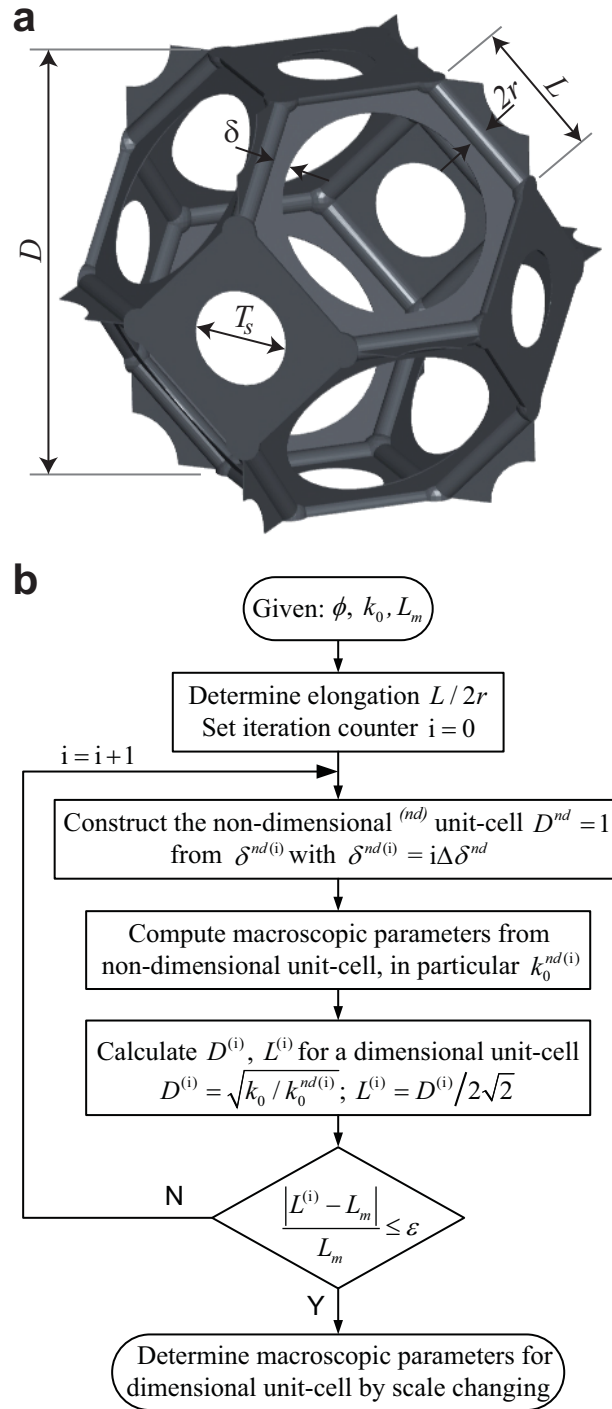 a
D
δ
T_s
2r
L
b
Given: ϕ, k_0, L_m
Determine elongation L / 2r
Set iteration counter i = 0
i = i+1
Construct the non-dimensional ^(nd) unit-cell D^{nd} = 1
from δ^{nd(i)} with δ^{nd(i)} = iΔδ^{nd}
Compute macroscopic parameters from
non-dimensional unit-cell, in particular k_0^{nd(i)}
Calculate D^{(i)}, L^{(i)} for a dimensional unit-cell
D^{(i)} = √(k_0 / k_0^{nd(i)}); L^{(i)} = D^{(i)}/2√2
N
|L^{(i)} − L_m| / L_m ≤ ε
Y
Determine macroscopic parameters for
dimensional unit-cell by scale changing